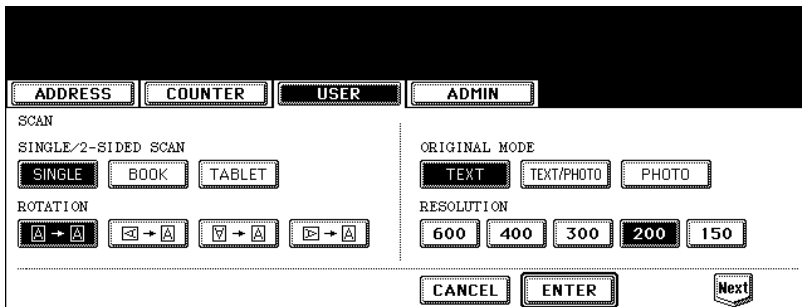 ADDRESS COUNTER USER ADMIN
SCAN
SINGLE/2-SIDED SCAN
SINGLE BOOK TABLET
ROTATION
A → A A → A A → A A → A
ORIGINAL MODE
TEXT TEXT/PHOTO PHOTO
RESOLUTION
600 400 300 200 150
CANCEL ENTER Next